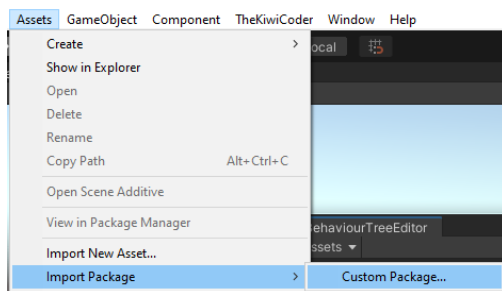 Assets GameObject Component TheKiwiCoder Window Help
Create >
ocal
Show in Explorer
Open
Delete
Rename
Copy Path Alt+Ctrl+C
Open Scene Additive
View in Package Manager
ehaviourTreeEditor
ssets
Import New Asset...
Import Package >
Custom Package...